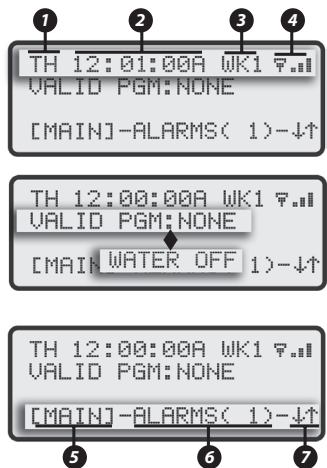 1 2 3 4
TH 12:01:00A WK1
VALID PGM:NONE
[MAIN]-ALARMS( 1)-↓↑
TH 12:00:00A WK1
VALID PGM:NONE
WATER OFF
[MAIN 1)-↓↑
TH 12:00:00A WK1
VALID PGM:NONE
[MAIN]-ALARMS( 1)-↓↑
5 6 7